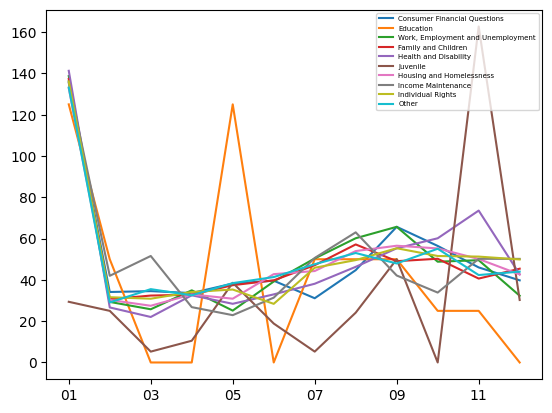 160
140
120
100
80
60
40
20
0
01 03 05 07 09 11
Consumer Financial Questions
Education
Work, Employment and Unemployment
Family and Children
Health and Disability
Juvenile
Housing and Homelessness
Income Maintenance
Individual Rights
Other